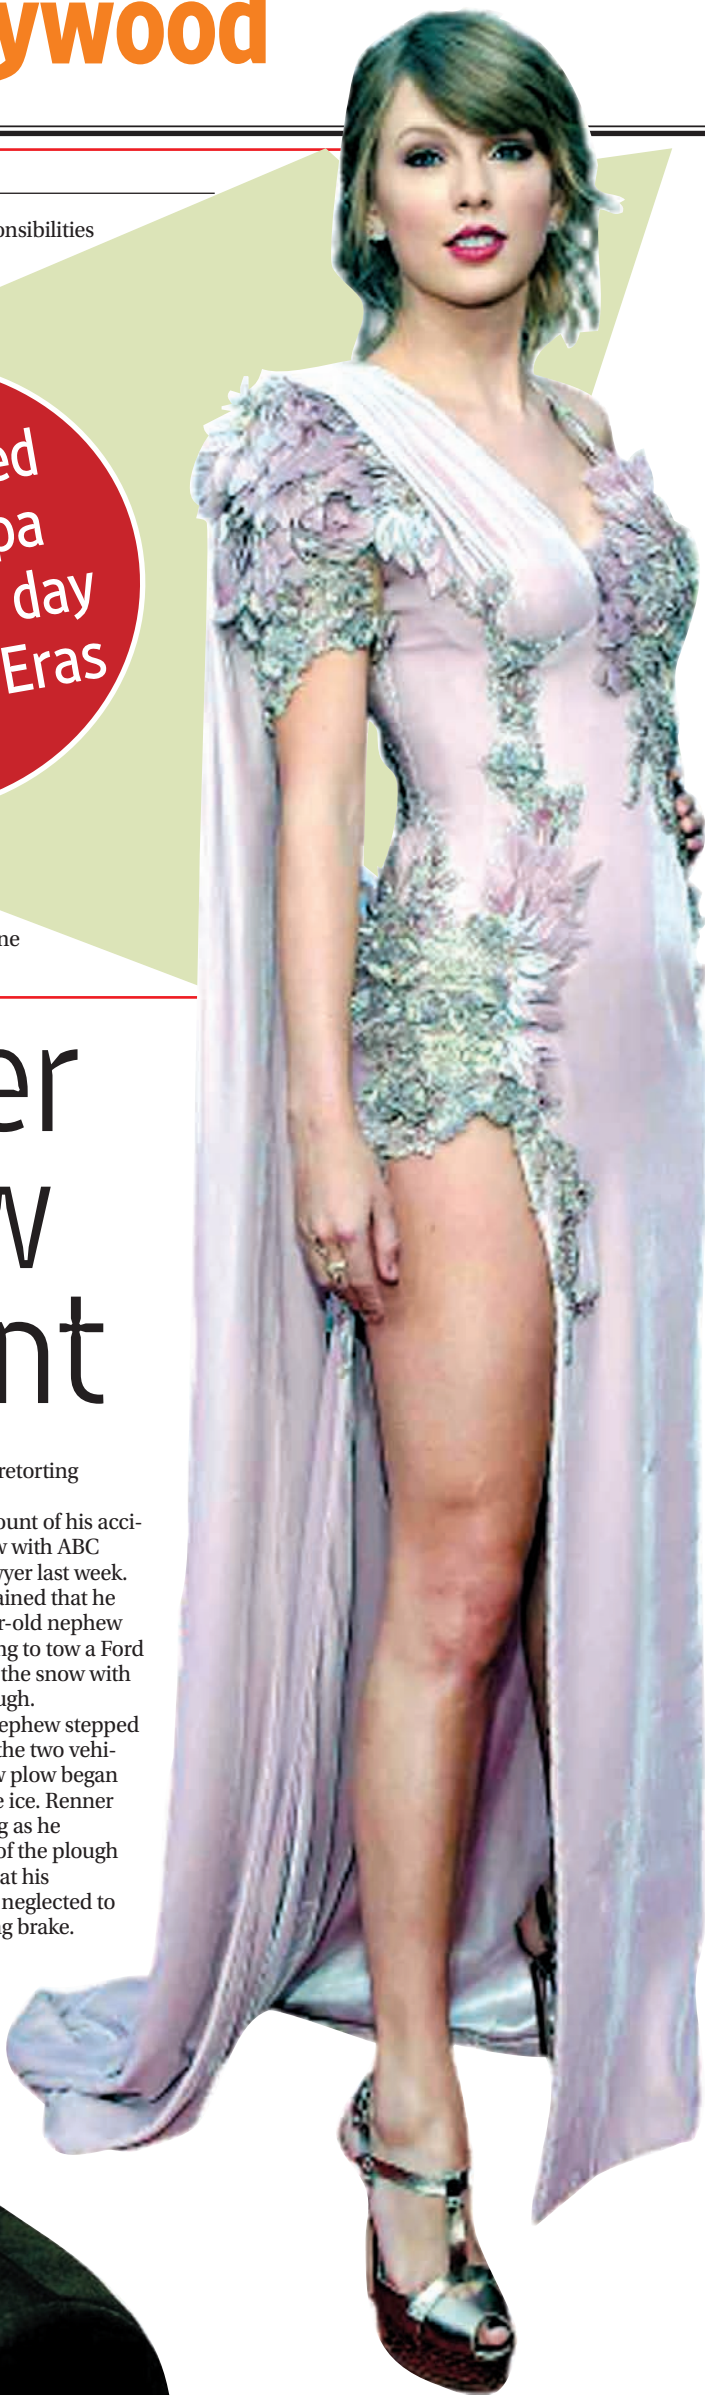 ywood
onsibilities
ed
pa
day
Eras
ne
er
w
nt
retorting
ount of his acci-
w with ABC
wyer last week.
ained that he
r-old nephew
ng to tow a Ford
the snow with
ugh.
ephew stepped
the two vehi-
w plow began
e ice. Renner
g as he
of the plough
at his
neglected to
ng brake.